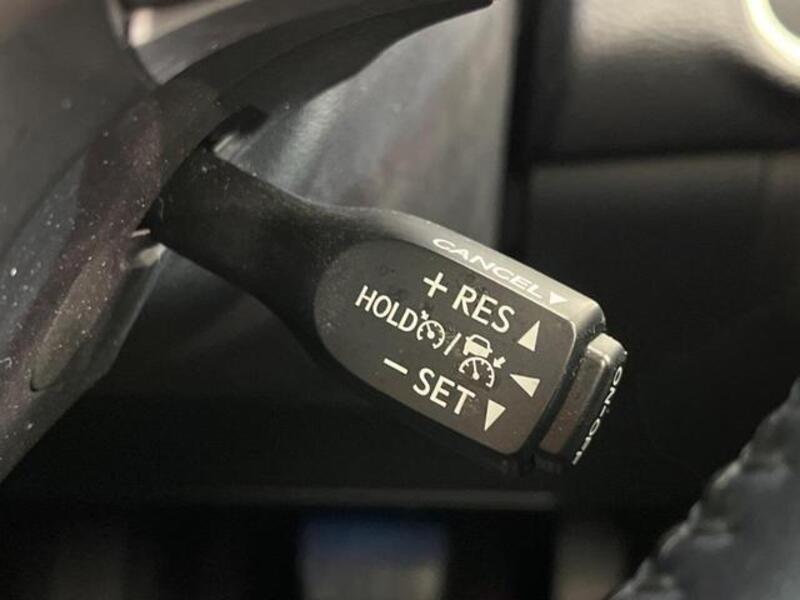 CANCEL▼
+ RES ▲
HOLD /
− SET ▼
ON-OFF